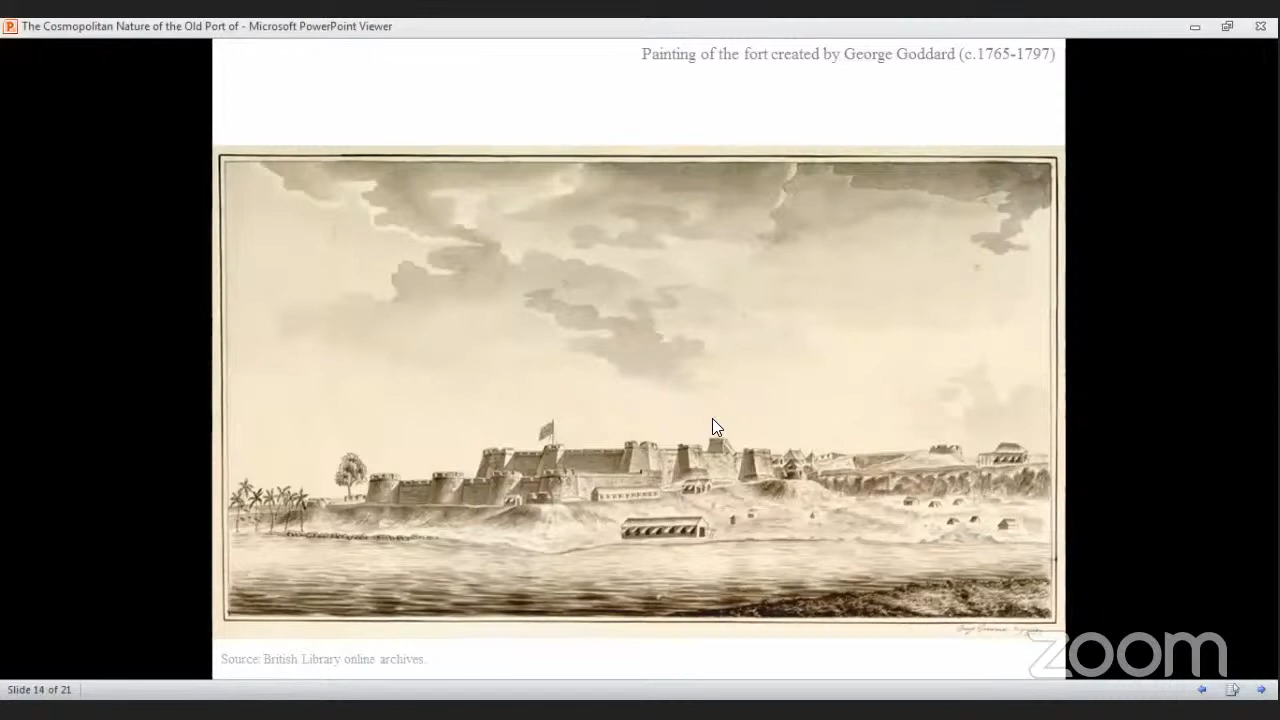 The Cosmopolitan Nature of the Old Port of - Microsoft PowerPoint Viewer
Painting of the fort created by George Goddard (c.1765-1797)
Source: British Library online archives.
zoom
Slide 14 of 21